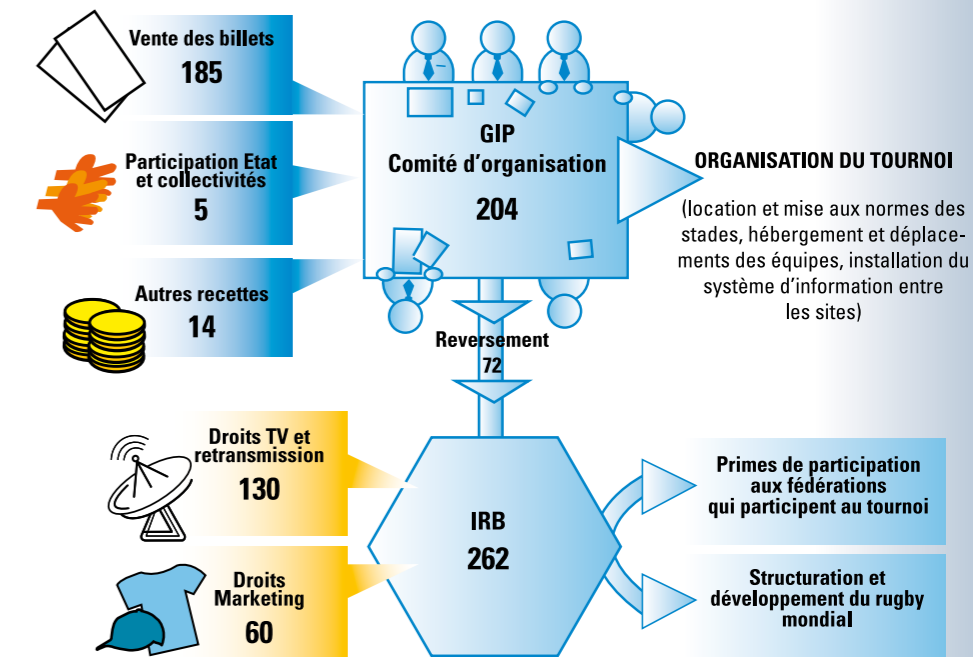 Vente des billets
185
Participation Etat
et collectivités
5
Autres recettes
14
GIP
Comité d'organisation
204
ORGANISATION DU TOURNOI
(location et mise aux normes des
stades, hébergement et déplace-
ments des équipes, installation du
système d'information entre
les sites)
Reversement
72
Droits TV et
retransmission
130
Droits
Marketing
60
IRB
262
Primes de participation
aux fédérations
qui participent au tournoi
Structuration et
développement du rugby
mondial